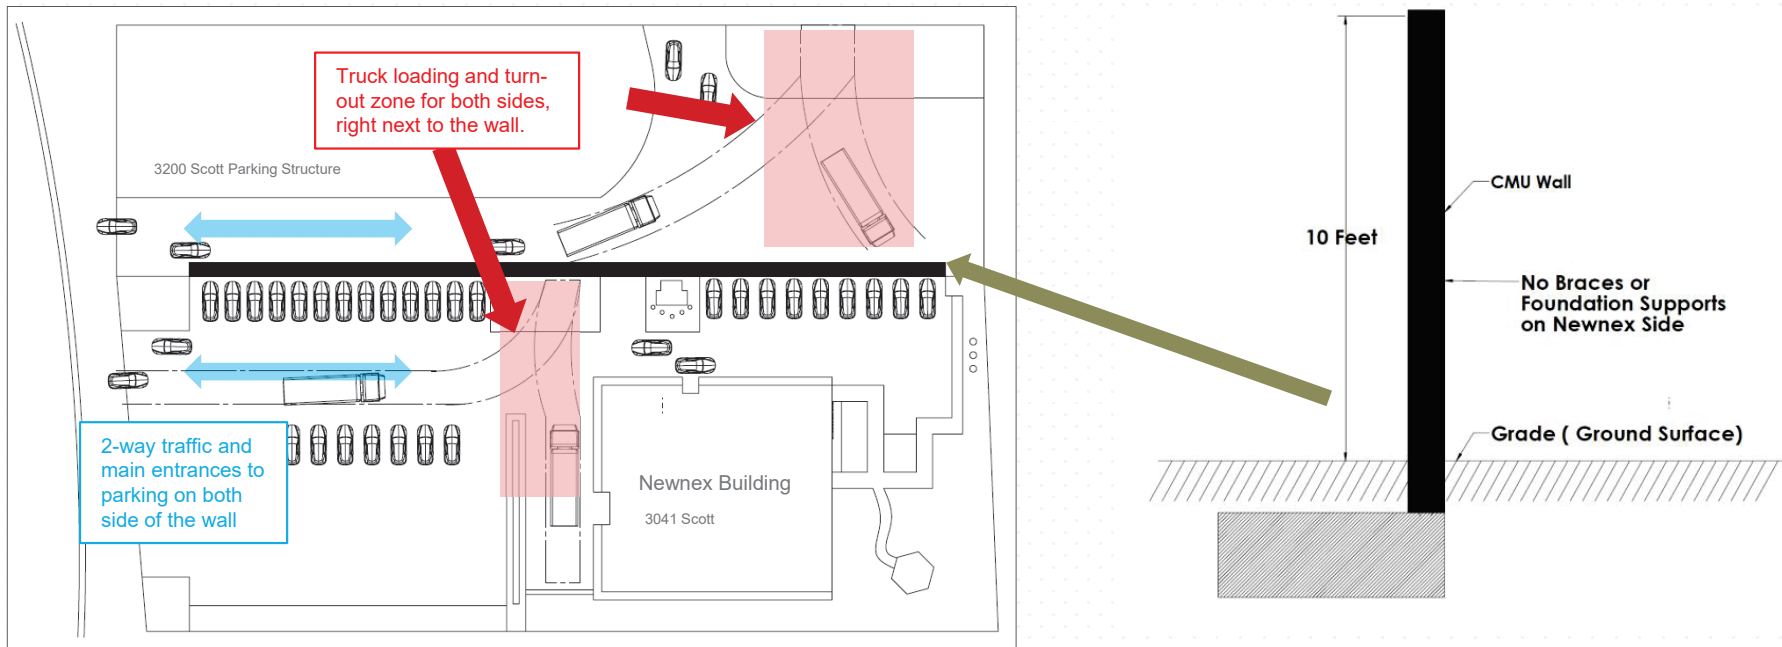 Truck loading and turn-
out zone for both sides,
right next to the wall.
3200 Scott Parking Structure
2-way traffic and
main entrances to
parking on both
side of the wall
Newnex Building
3041 Scott
CMU Wall
10 Feet
No Braces or
Foundation Supports
on Newnex Side
Grade ( Ground Surface)